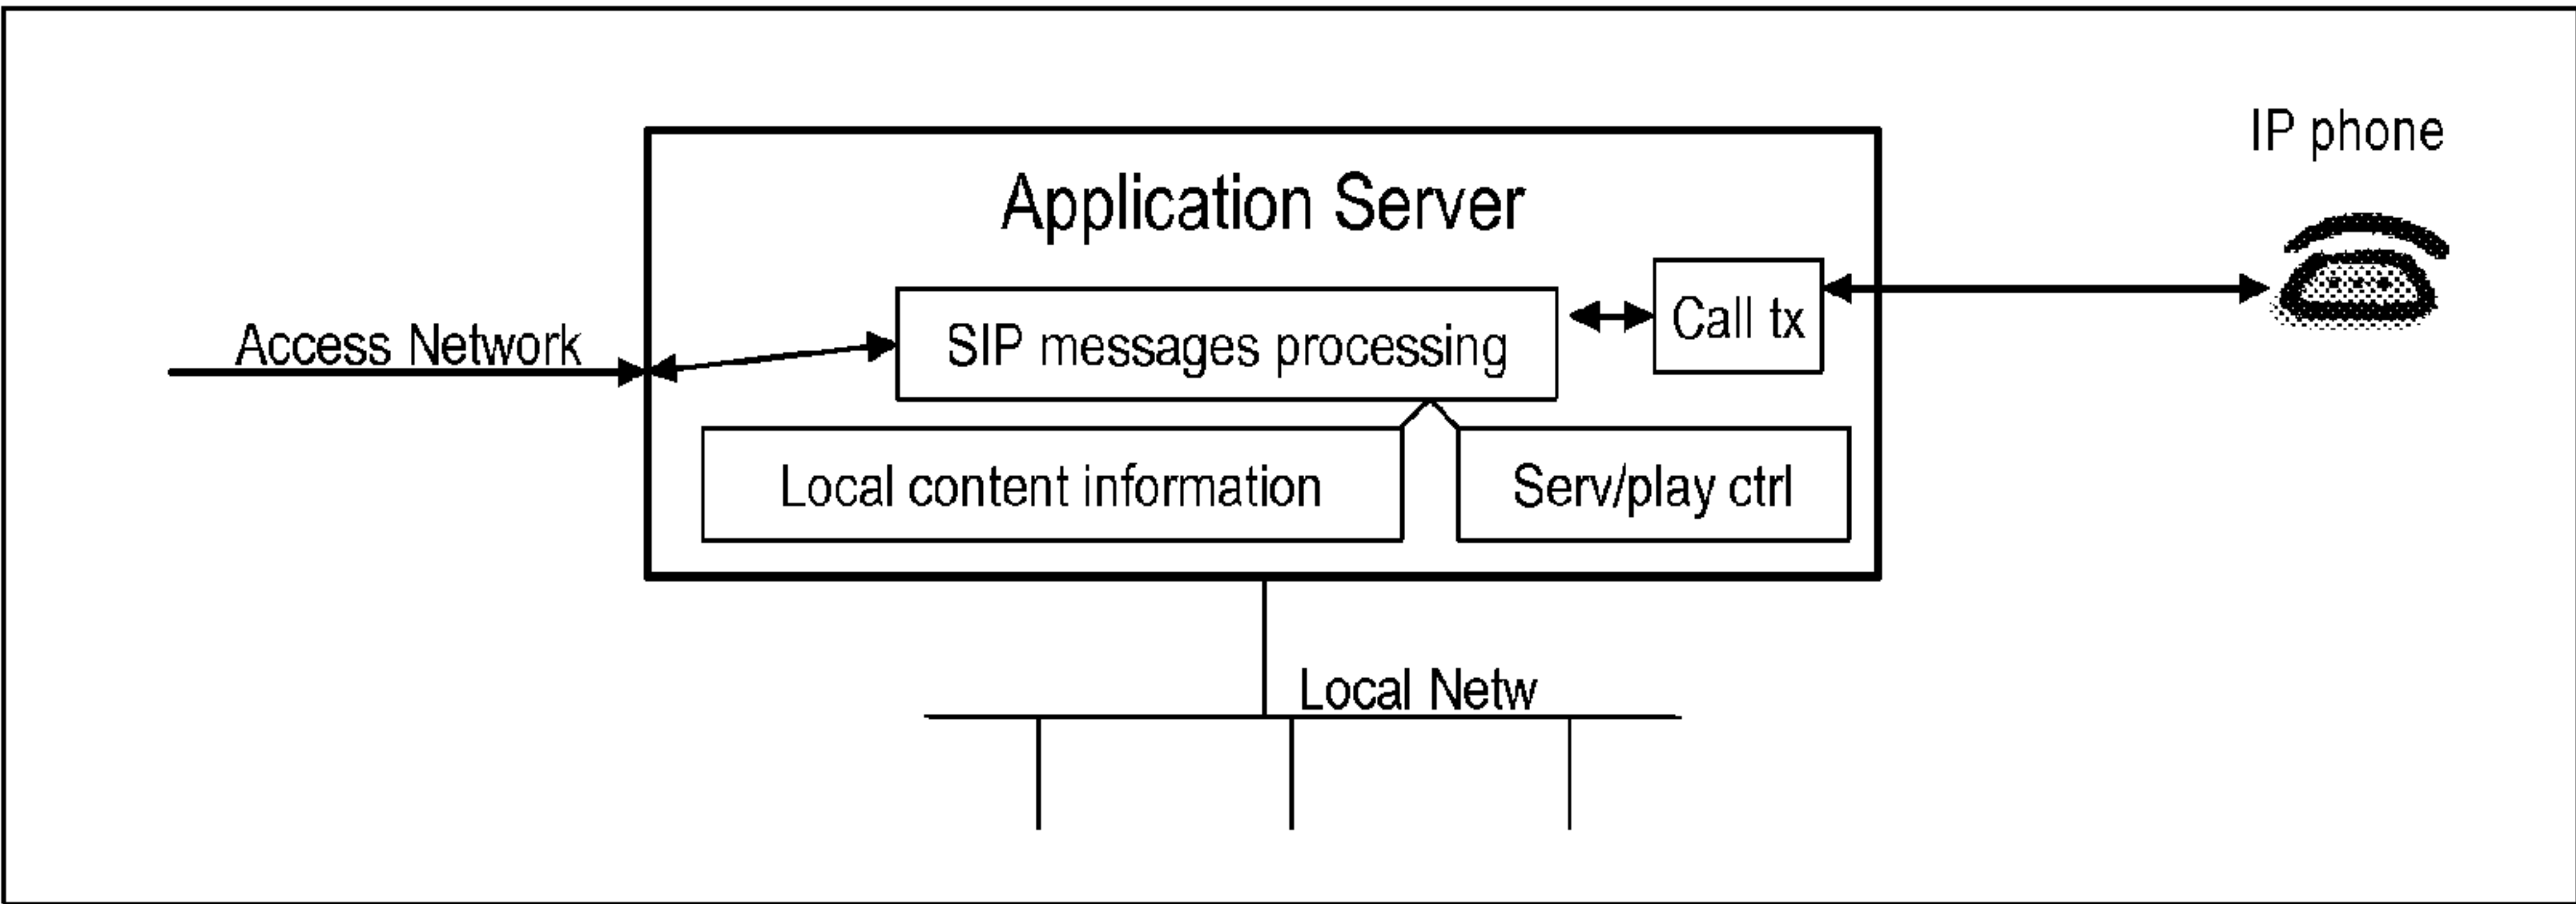 IP phone
Application Server
Access Network
SIP messages processing
Call tx
Local content information
Serv/play ctrl
Local Netw